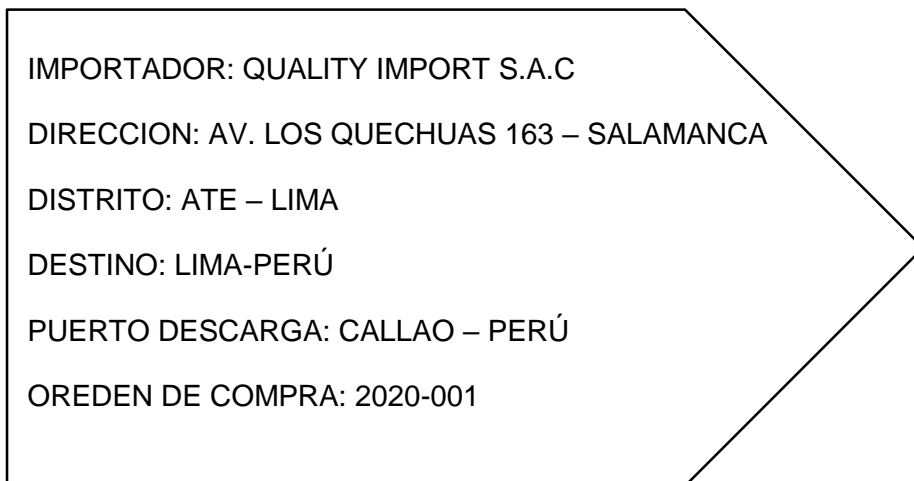 IMPORTADOR: QUALITY IMPORT S.A.C
DIRECCION: AV. LOS QUECHUAS 163 – SALAMANCA
DISTRITO: ATE – LIMA
DESTINO: LIMA-PERÚ
PUERTO DESCARGA: CALLAO – PERÚ
OREDEN DE COMPRA: 2020-001